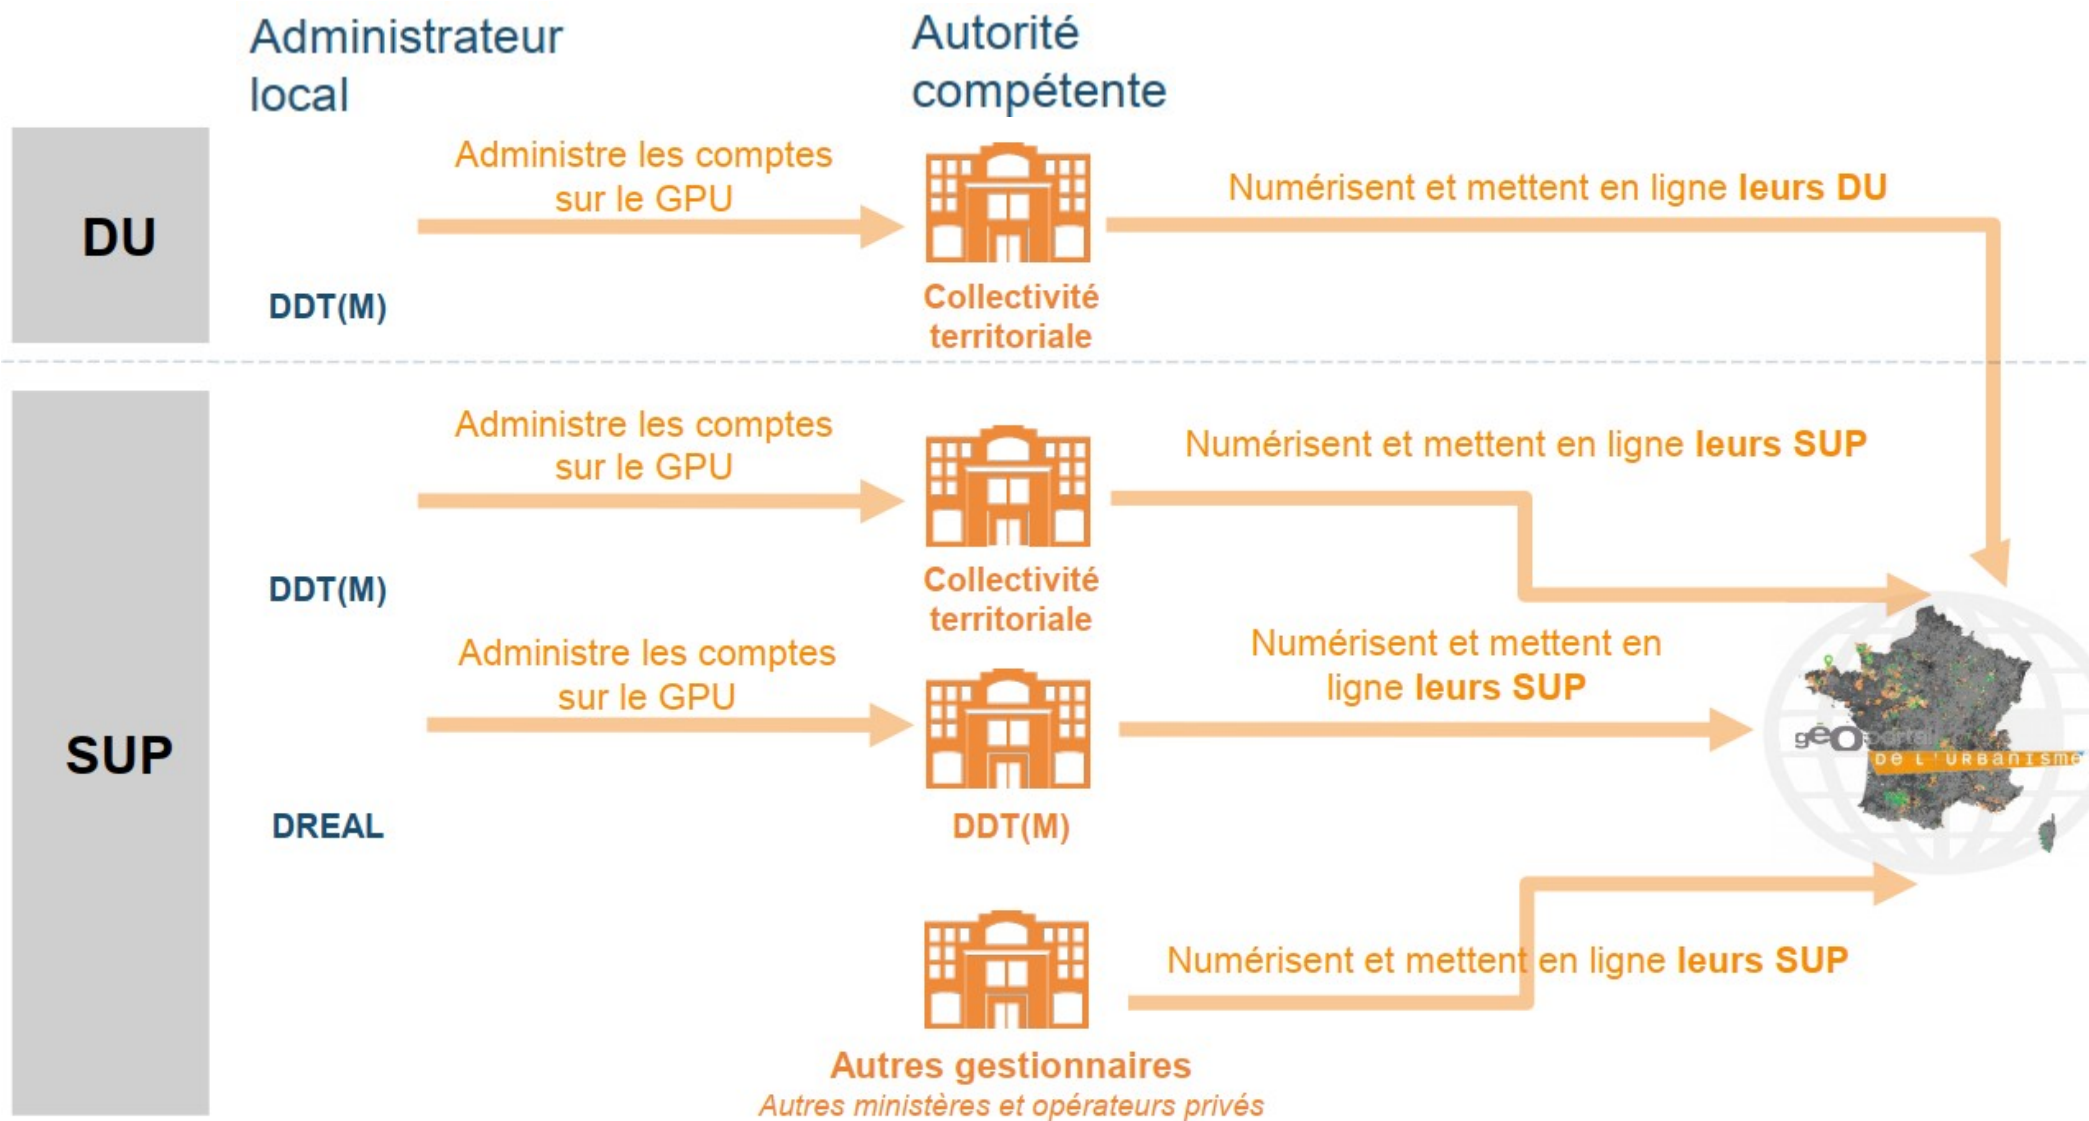 Administrateur
local
Autorité
compétente
DU
Administre les comptes
sur le GPU
DDT(M)
Collectivité
territoriale
Numérisent et mettent en ligne leurs DU
SUP
Administre les comptes
sur le GPU
DDT(M)
Collectivité
territoriale
Numérisent et mettent en ligne leurs SUP
Administre les comptes
sur le GPU
DREAL
DDT(M)
Numérisent et mettent en
ligne leurs SUP
géoportail
De L'URBanIsme
Numérisent et mettent en ligne leurs SUP
Autres gestionnaires
Autres ministères et opérateurs privés